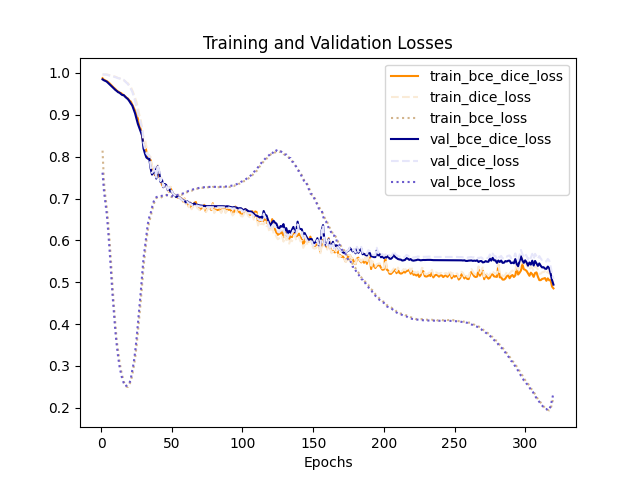 Training and Validation Losses
train_bce_dice_loss
train_dice_loss
train_bce_loss
val_bce_dice_loss
val_dice_loss
val_bce_loss
1.0
0.9
0.8
0.7
0.6
0.5
0.4
0.3
0.2
0 50 100 150 200 250 300
Epochs